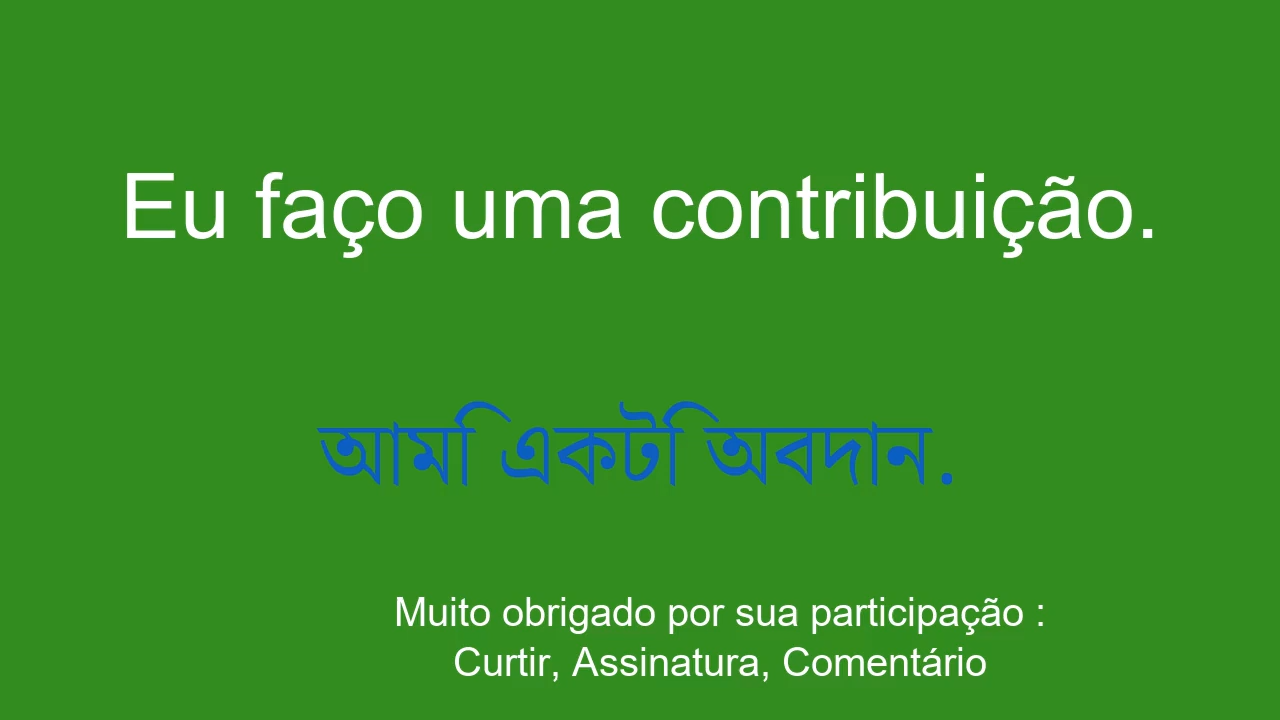 Eu faço uma contribuição.
আমি একটি অবদান.
Muito obrigado por sua participação :
Curtir, Assinatura, Comentário